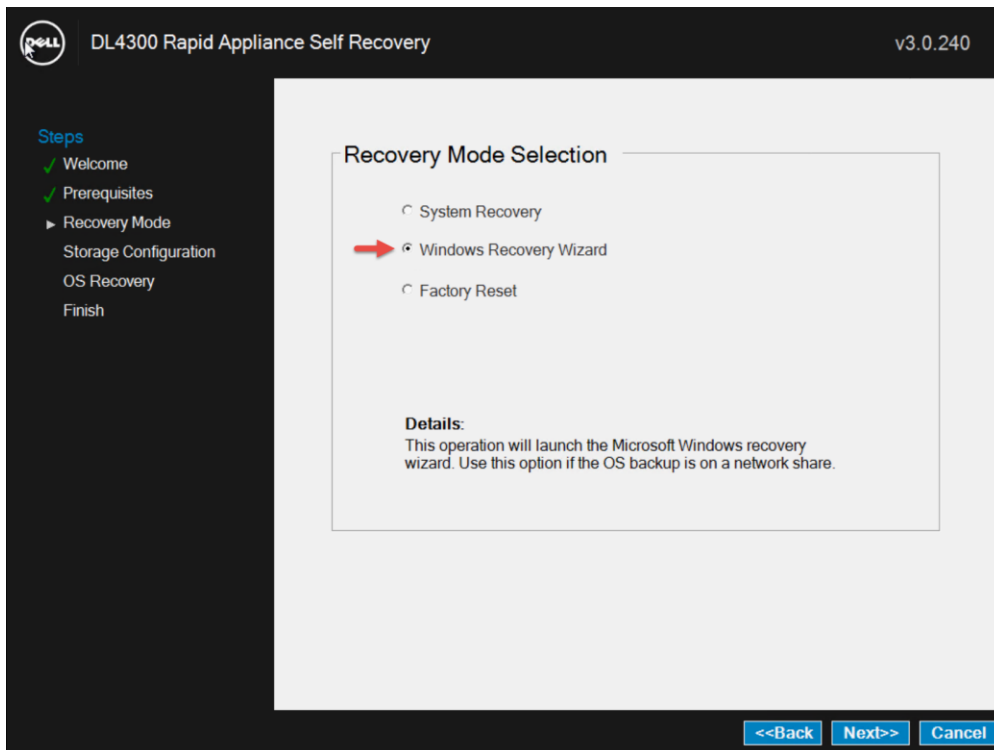 DELL
DL4300 Rapid Appliance Self Recovery
v3.0.240
Steps
Welcome
Prerequisites
Recovery Mode
Storage Configuration
OS Recovery
Finish
Recovery Mode Selection
System Recovery
Windows Recovery Wizard
Factory Reset
Details:
This operation will launch the Microsoft Windows recovery
wizard. Use this option if the OS backup is on a network share.
<<Back
Next>>
Cancel